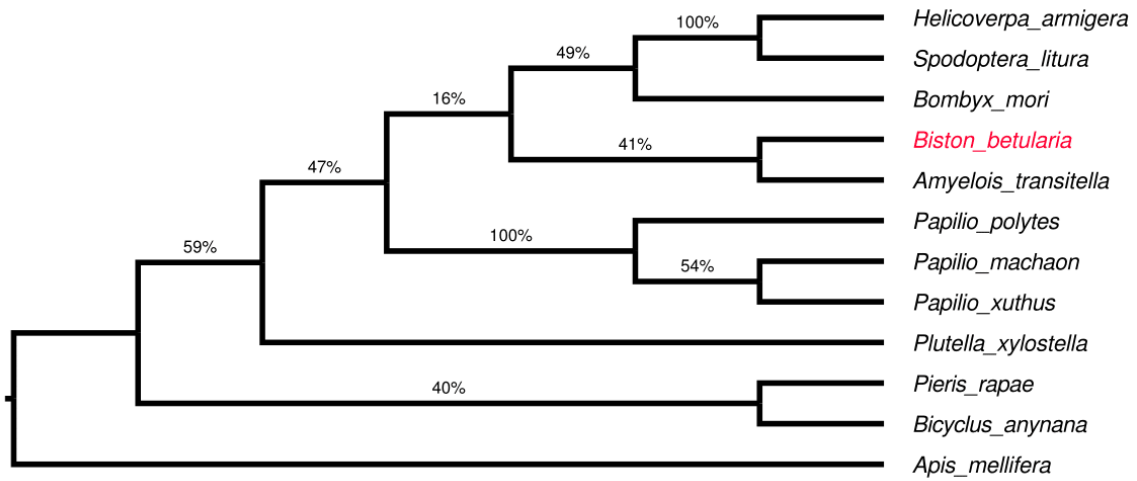 Helicoverpa_armigera
100%
Spodoptera_litura
49%
Bombyx_mori
16%
Biston_betularia
41%
Amyelois_transitella
47%
Papilio_polytes
100%
Papilio_machaon
54%
Papilio_xuthus
59%
Plutella_xylostella
Pieris_rapae
40%
Bicyclus_anynana
Apis_mellifera